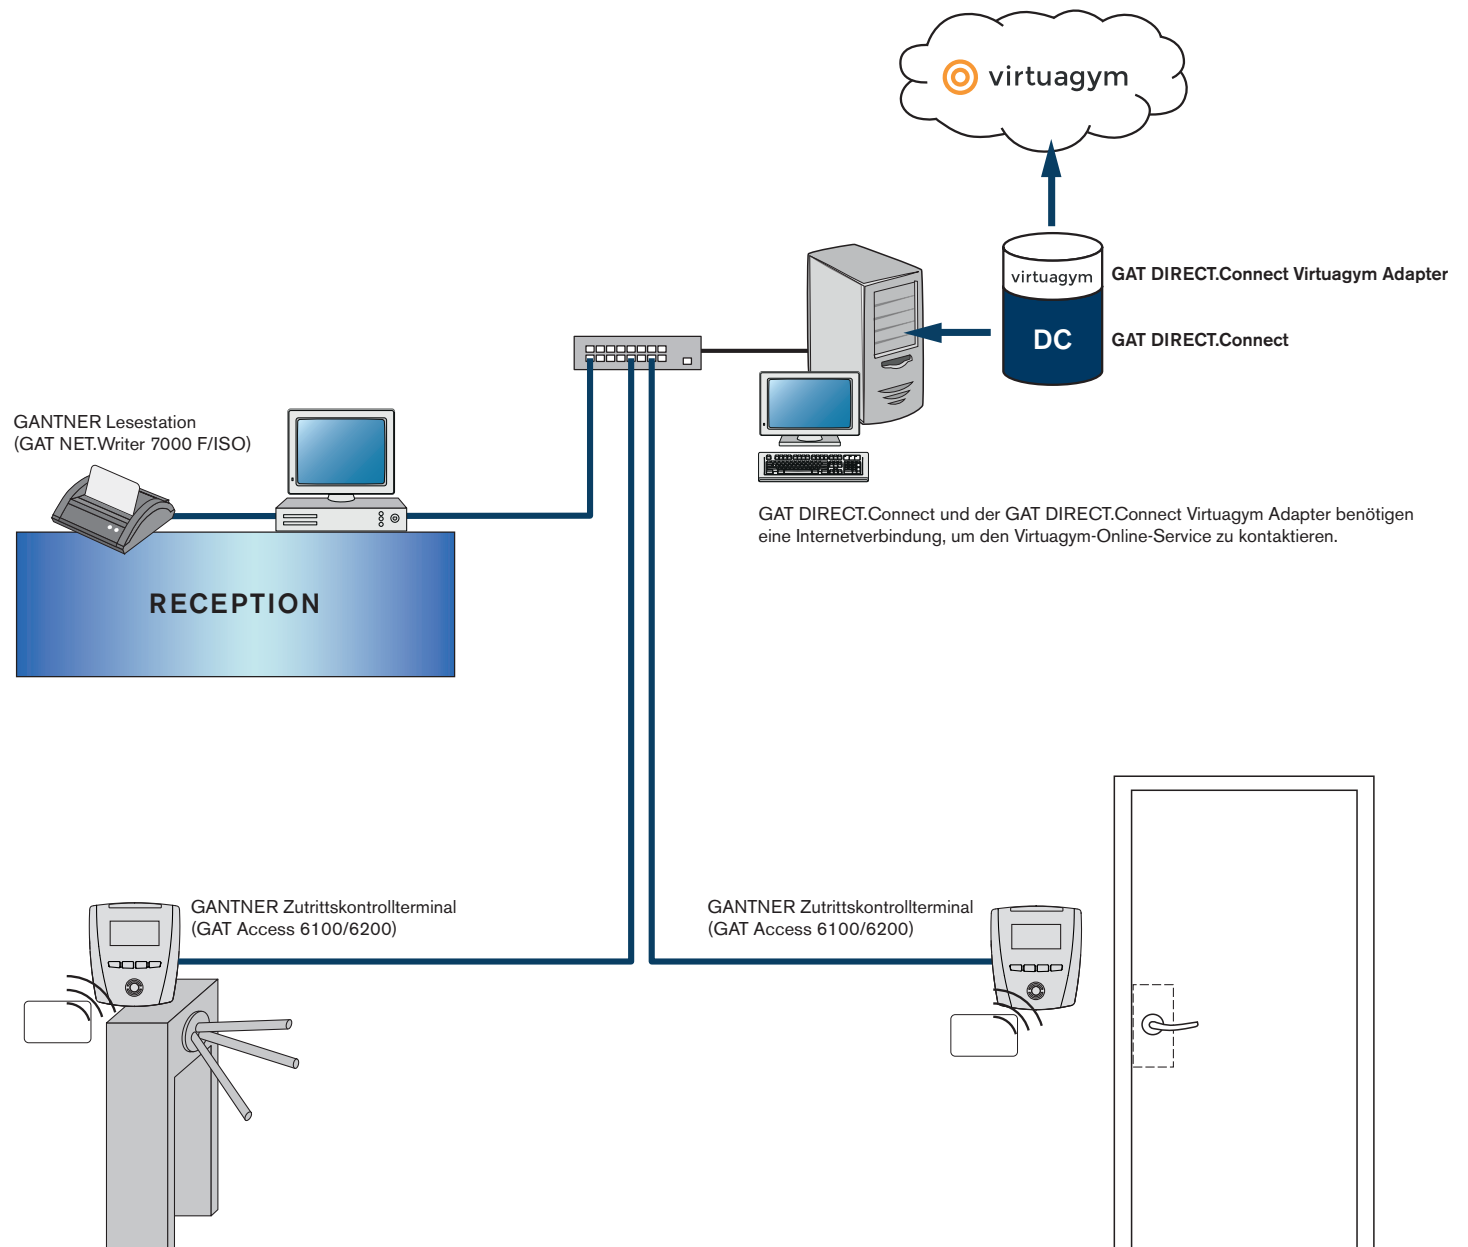 virtuagym
virtuagym
GAT DIRECT.Connect Virtuagym Adapter
DC
GAT DIRECT.Connect
GANTNER Lesestation
(GAT NET.Writer 7000 F/ISO)
GAT DIRECT.Connect und der GAT DIRECT.Connect Virtuagym Adapter benötigen
eine Internetverbindung, um den Virtuagym-Online-Service zu kontaktieren.
RECEPTION
GANTNER Zutrittskontrollterminal
(GAT Access 6100/6200)
GANTNER Zutrittskontrollterminal
(GAT Access 6100/6200)